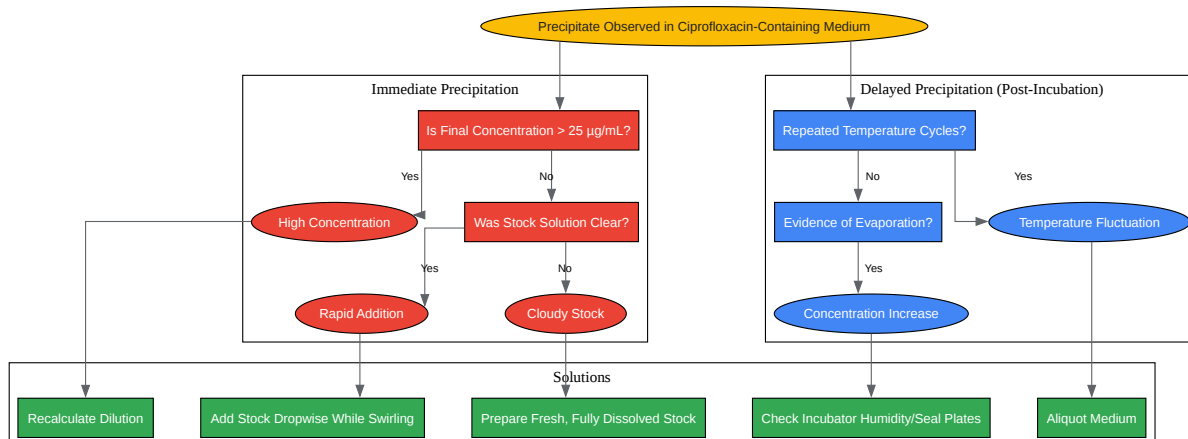 Precipitate Observed in Ciprofloxacin-Containing Medium
Immediate Precipitation
Delayed Precipitation (Post-Incubation)
Is Final Concentration > 25 µg/mL?
Repeated Temperature Cycles?
Yes
No
No
Yes
High Concentration
Was Stock Solution Clear?
Evidence of Evaporation?
Temperature Fluctuation
Yes
No
Yes
Rapid Addition
Cloudy Stock
Concentration Increase
Solutions
Recalculate Dilution
Add Stock Dropwise While Swirling
Prepare Fresh, Fully Dissolved Stock
Check Incubator Humidity/Seal Plates
Aliquot Medium